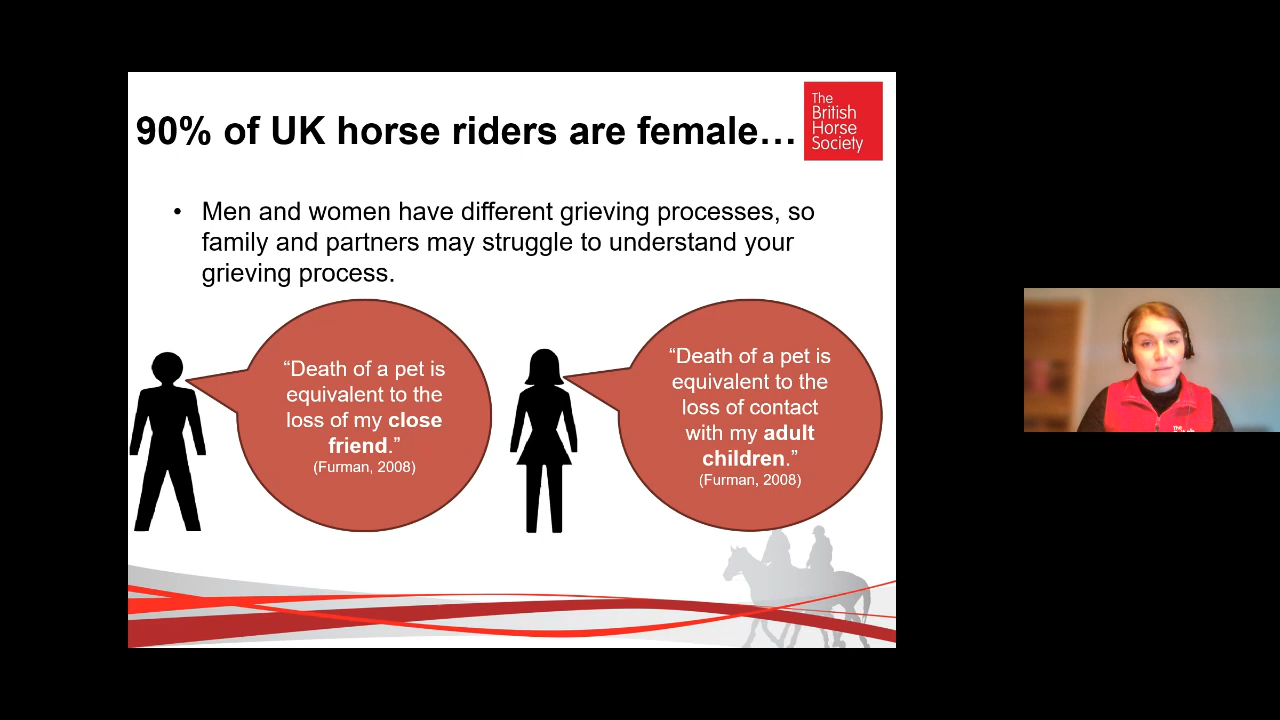 90% of UK horse riders are female…
The
British
Horse
Society
• Men and women have different grieving processes, so
family and partners may struggle to understand your
grieving process.
“Death of a pet is
equivalent to the
loss of my close
friend.”
(Furman, 2008)
“Death of a pet is
equivalent to the
loss of contact
with my adult
children.”
(Furman, 2008)
The